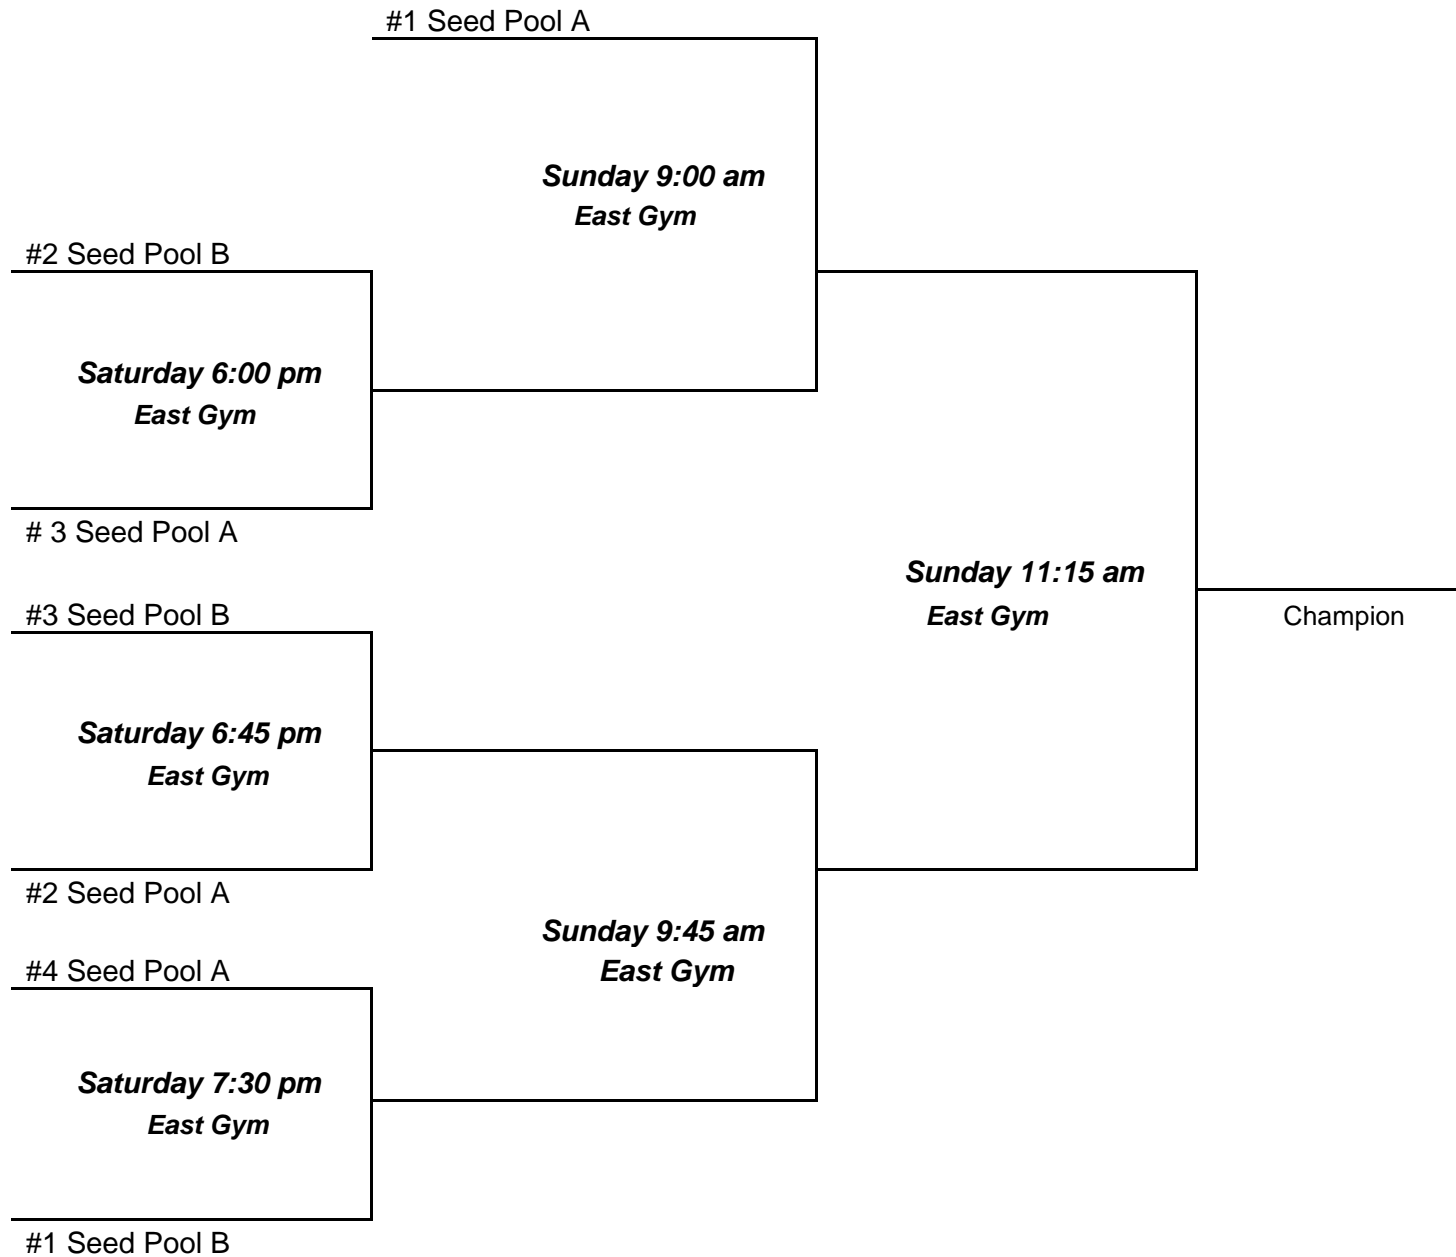 #1 Seed Pool A
Sunday 9:00 am
East Gym
#2 Seed Pool B
Saturday 6:00 pm
East Gym
# 3 Seed Pool A
Sunday 11:15 am
East Gym
Champion
#3 Seed Pool B
Saturday 6:45 pm
East Gym
#2 Seed Pool A
Sunday 9:45 am
East Gym
#4 Seed Pool A
Saturday 7:30 pm
East Gym
#1 Seed Pool B